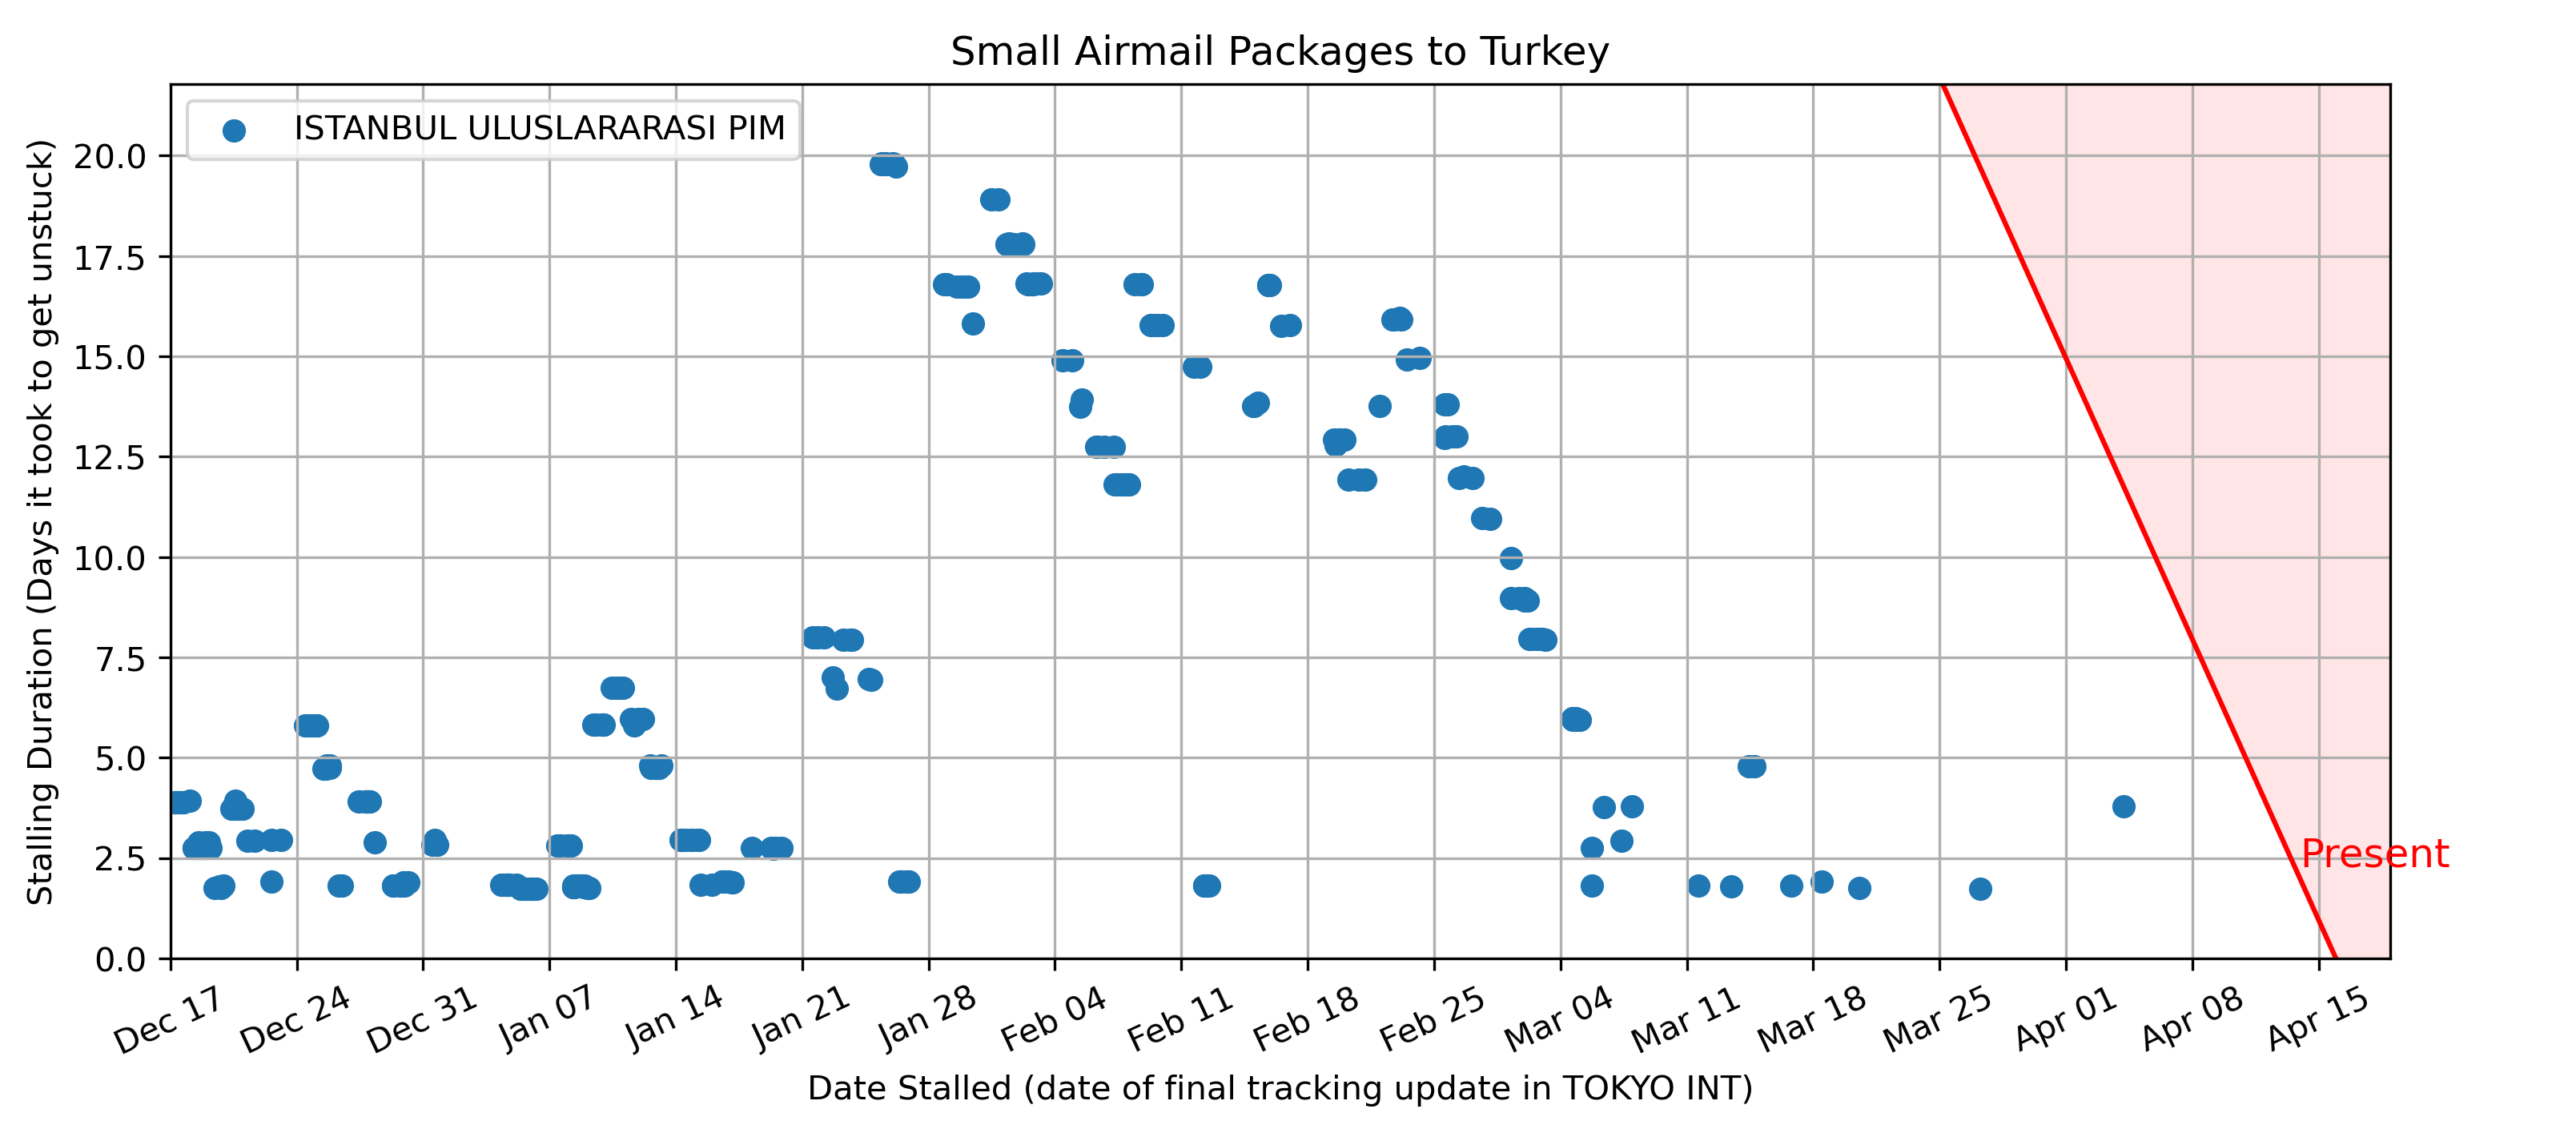 Small Airmail Packages to Turkey
ISTANBUL ULUSLARARASI PIM
Stalling Duration (Days it took to get unstuck)
20.0
17.5
15.0
12.5
10.0
7.5
5.0
2.5
0.0
Present
Dec 17
Dec 24
Dec 31
Jan 07
Jan 14
Jan 21
Jan 28
Feb 04
Feb 11
Feb 18
Feb 25
Mar 04
Mar 11
Mar 18
Mar 25
Apr 01
Apr 08
Apr 15
Date Stalled (date of final tracking update in TOKYO INT)